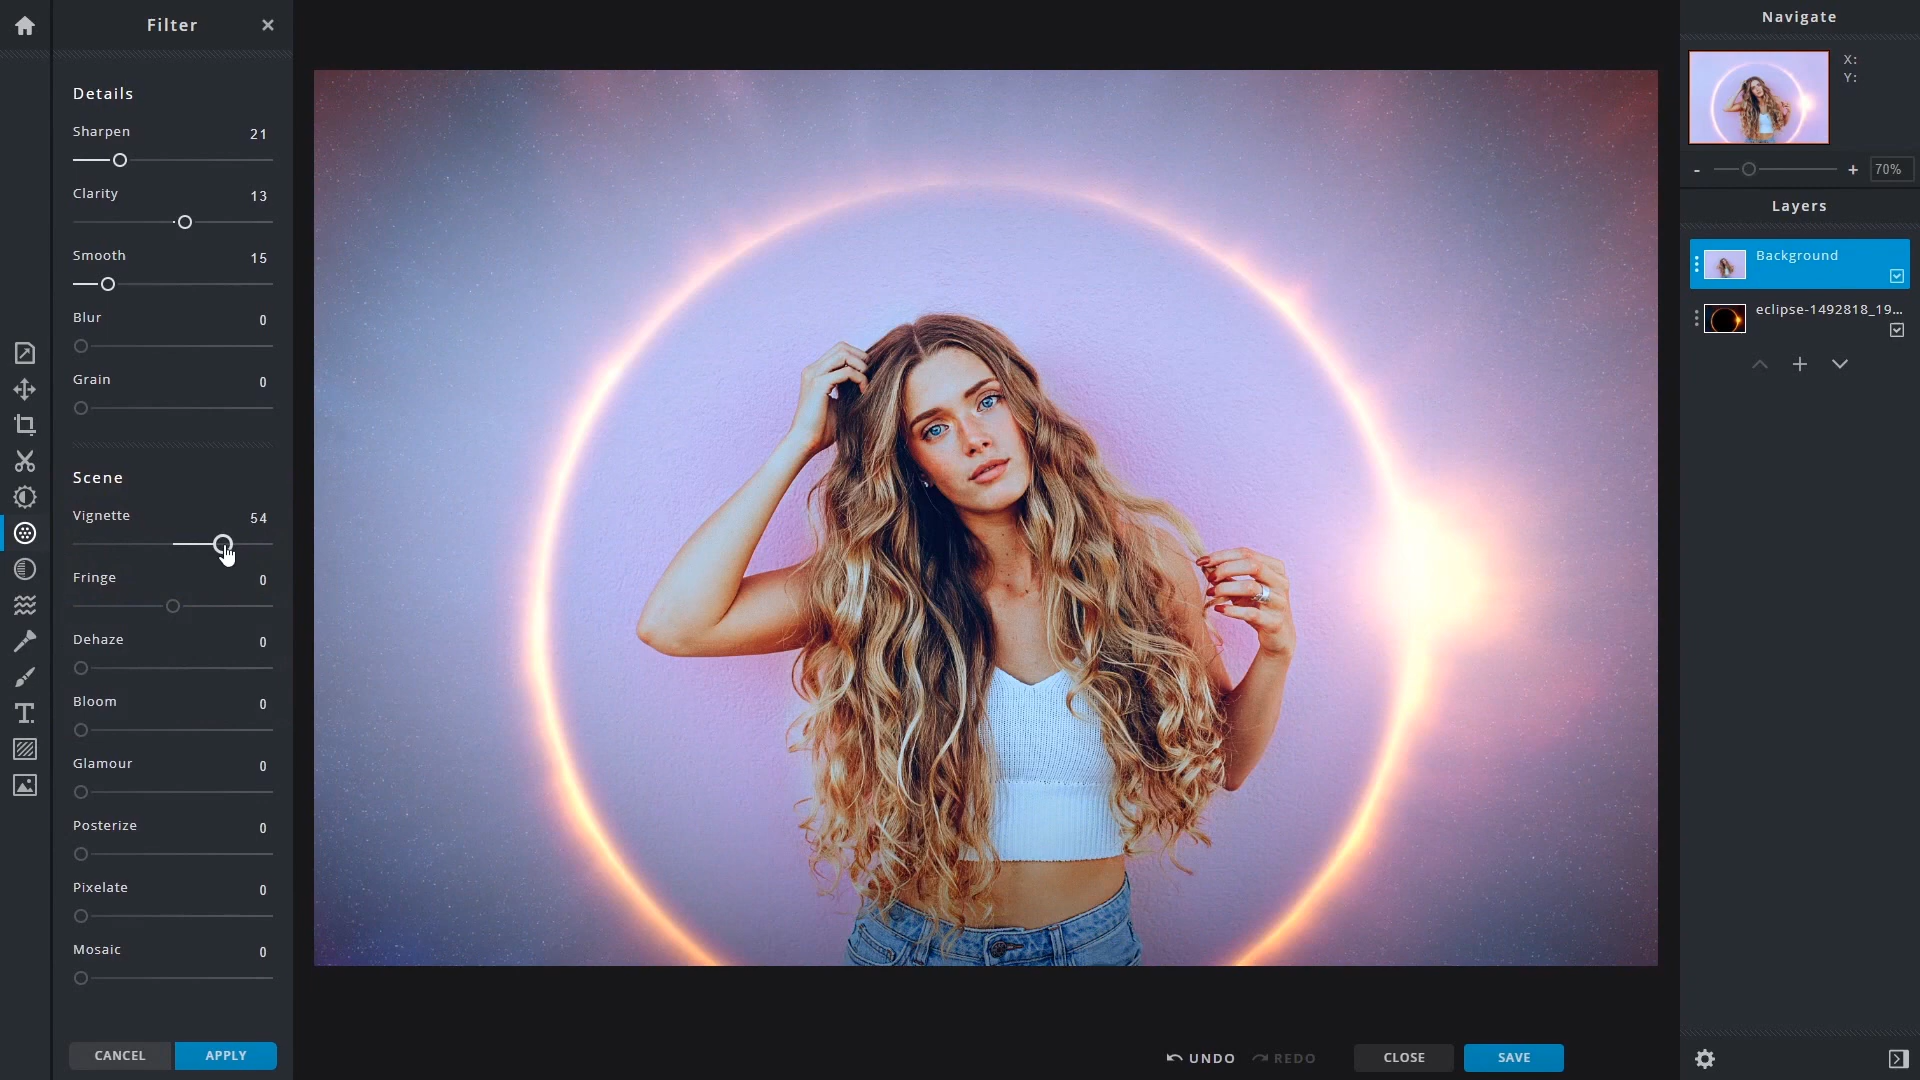 Filter
Details
Sharpen 21
Clarity 13
Smooth 15
Blur 0
Grain 0
Scene
Vignette 54
Fringe 0
Dehaze 0
Bloom 0
Glamour 0
Posterize 0
Pixelate 0
Mosaic 0
CANCEL APPLY
UNDO REDO CLOSE SAVE
Navigate
X:
Y:
- + 70%
Layers
Background
eclipse-1492818_19...